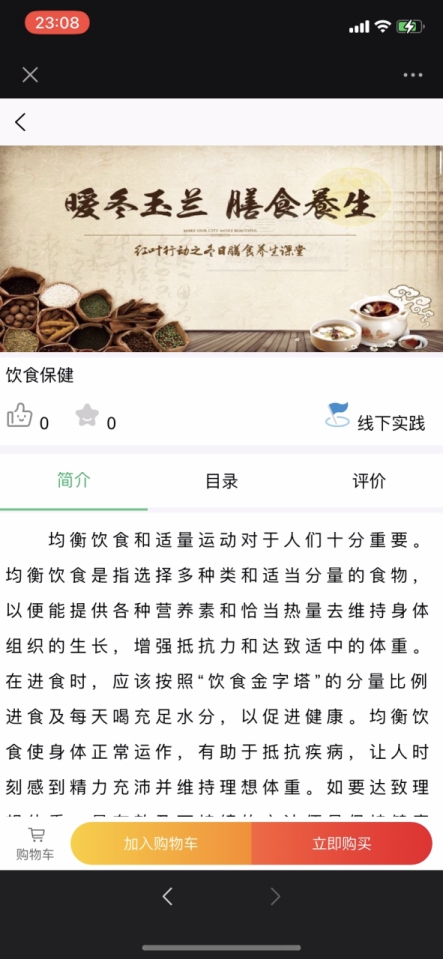 23:08
暖冬玉兰 膳食養生
红叶行动之冬日膳食养生课堂
饮食保健
0
0
线下实践
简介
目录
评价
均衡饮食和适量运动对于人们十分重要。
均衡饮食是指选择多种类和适当分量的食物，
以便能提供各种营养素和恰当热量去维持身体
组织的生长，增强抵抗力和达致适中的体重。
在进食时，应该按照“饮食金字塔”的分量比例
进食及每天喝充足水分，以促进健康。均衡饮
食使身体正常运作，有助于抵抗疾病，让人时
刻感到精力充沛并维持理想体重。如要达致理
购物车
加入购物车
立即购买